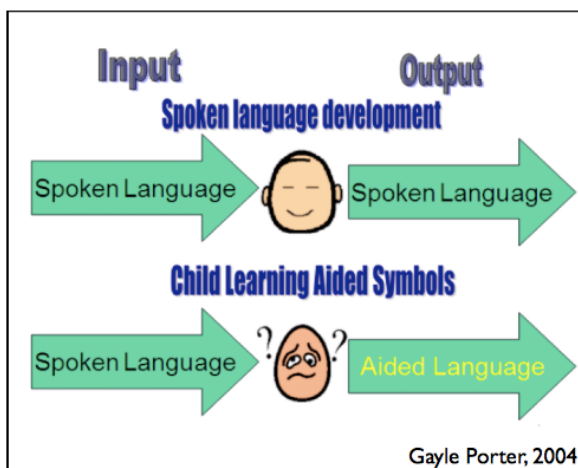 Input Output
Spoken language development
Spoken Language Spoken Language
Child Learning Aided Symbols
Spoken Language ? ? Aided Language
Gayle Porter, 2004